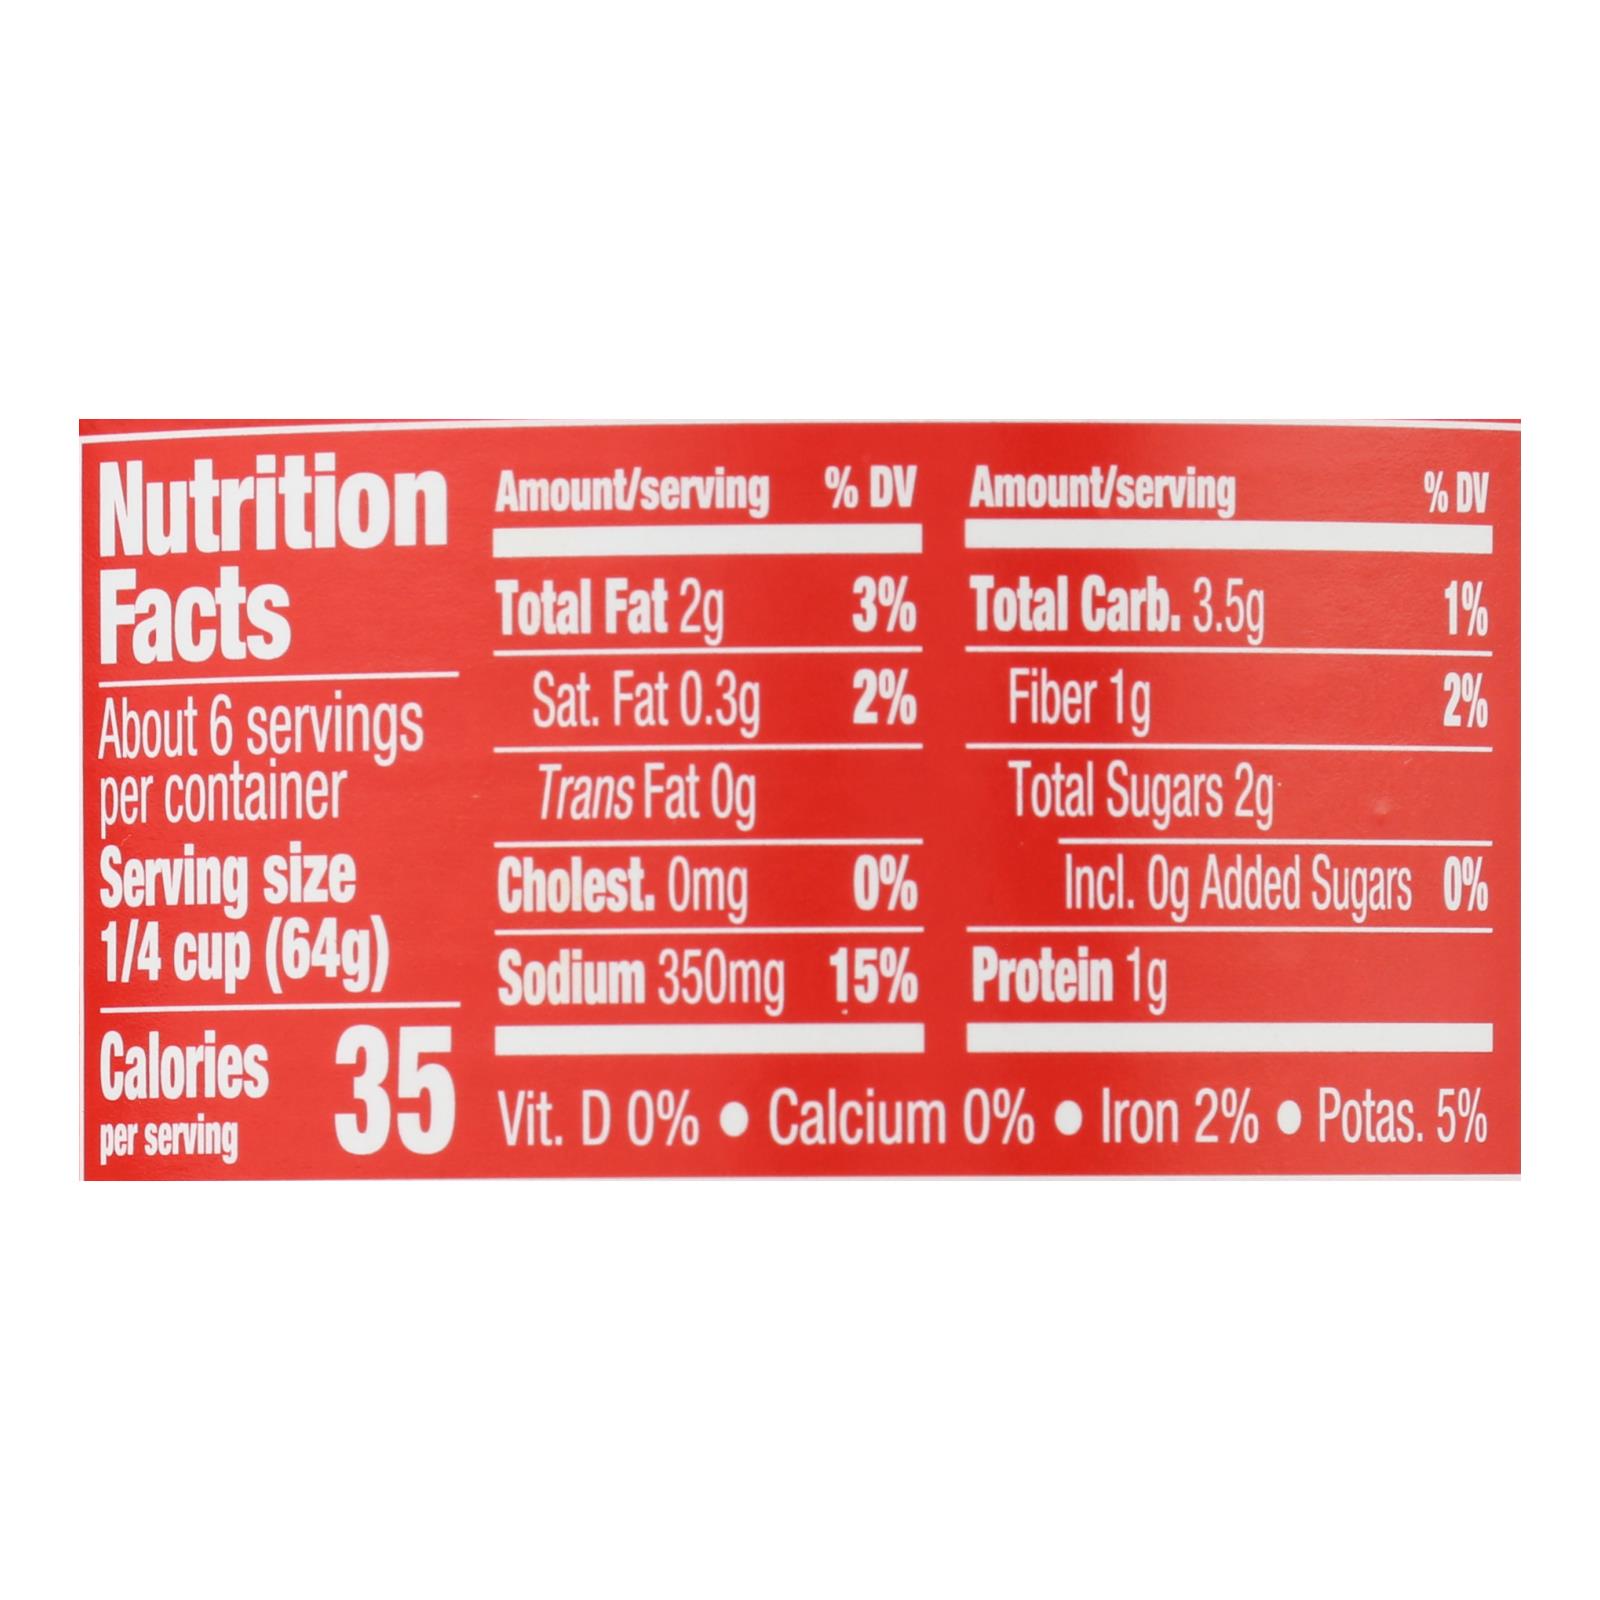 Nutrition
Facts
About 6 servings
per container
Serving size
1/4 cup (64g)
Calories 35
per serving
Amount/serving % DV
Total Fat 2g 3%
Sat. Fat 0.3g 2%
Trans Fat 0g
Cholest. 0mg 0%
Sodium 350mg 15%
Amount/serving % DV
Total Carb. 3.5g 1%
Fiber 1g 2%
Total Sugars 2g
Incl. 0g Added Sugars 0%
Protein 1g
Vit. D 0% ● Calcium 0% ● Iron 2% ● Potas. 5%